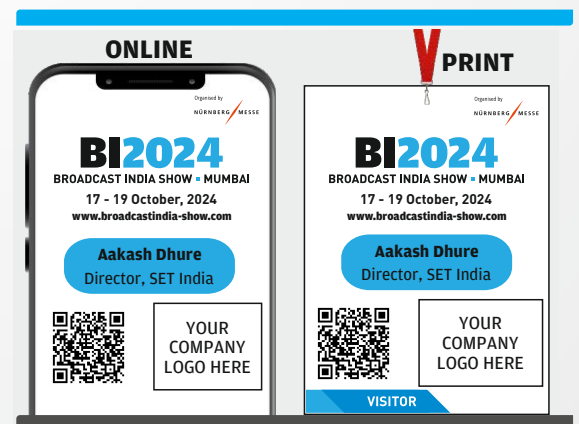 ONLINE
Organised by
NÜRNBERG MESSE
BI2024
BROADCAST INDIA SHOW ▪ MUMBAI
17 - 19 October, 2024
www.broadcastindia-show.com
Aakash Dhure
Director, SET India
YOUR
COMPANY
LOGO HERE
PRINT
Organised by
NÜRNBERG MESSE
BI2024
BROADCAST INDIA SHOW ▪ MUMBAI
17 - 19 October, 2024
www.broadcastindia-show.com
Aakash Dhure
Director, SET India
YOUR
COMPANY
LOGO HERE
VISITOR